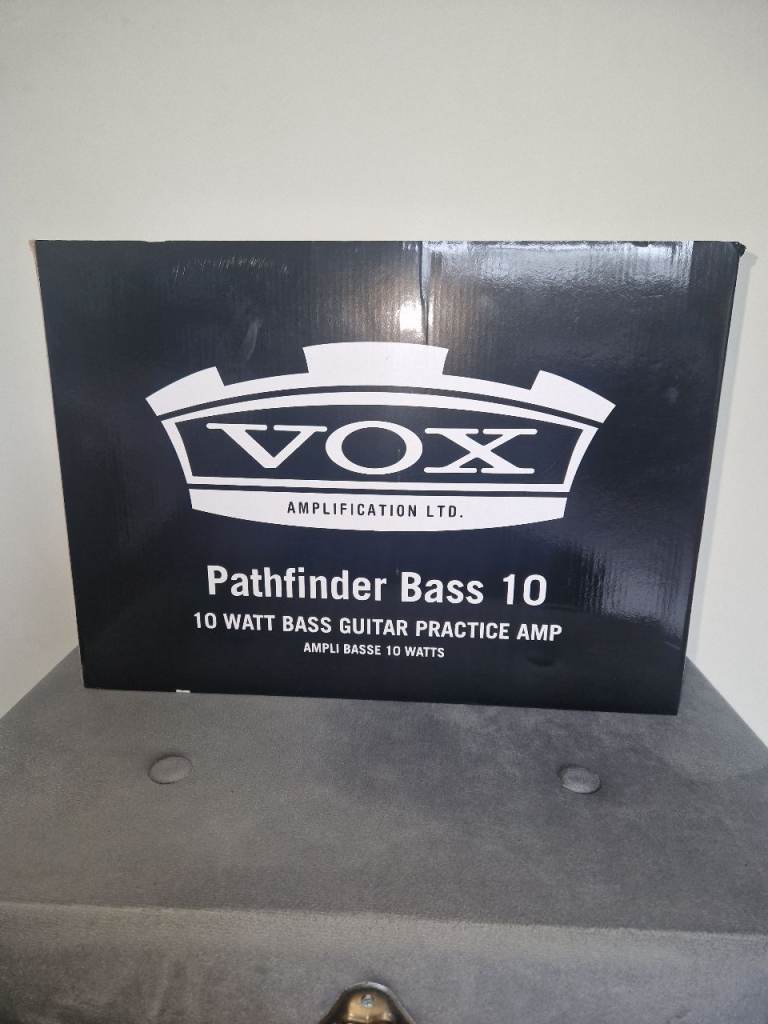 VOX
AMPLIFICATION LTD.
Pathfinder Bass 10
10 WATT BASS GUITAR PRACTICE AMP
AMPLI BASSE 10 WATTS